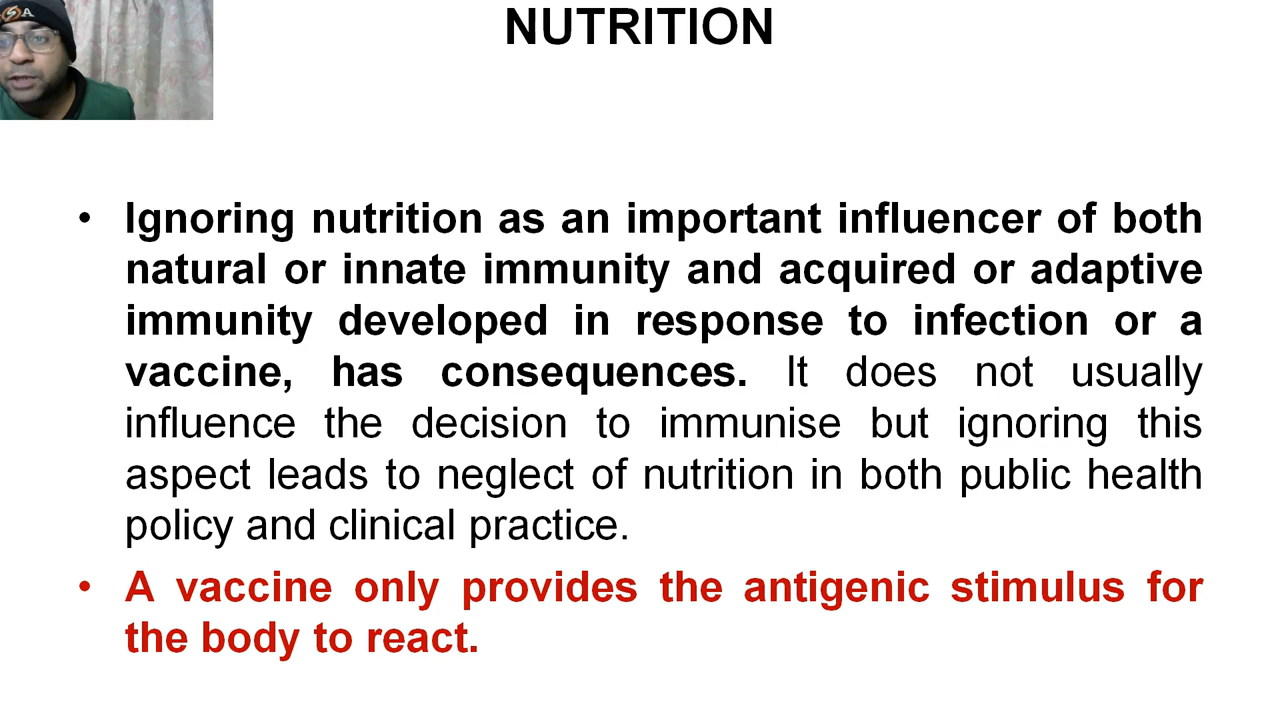 NUTRITION
• Ignoring nutrition as an important influencer of both
natural or innate immunity and acquired or adaptive
immunity developed in response to infection or a
vaccine, has consequences. It does not usually
influence the decision to immunise but ignoring this
aspect leads to neglect of nutrition in both public health
policy and clinical practice.
• A vaccine only provides the antigenic stimulus for
the body to react.